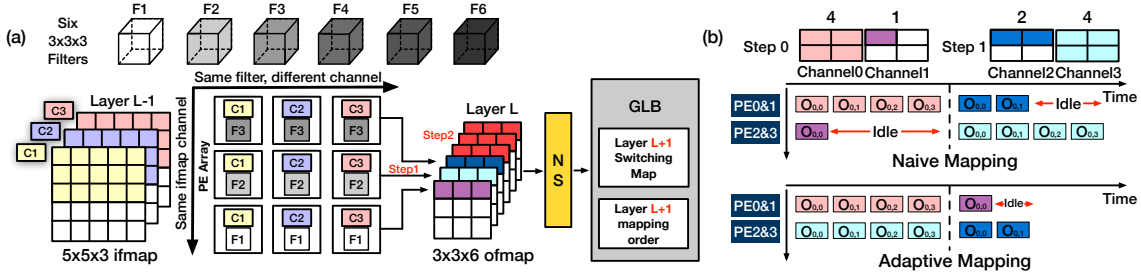 (a)
Six
3x3x3
Filters
F1
F2
F3
F4
F5
F6
Same filter, different channel
Layer L-1
C3
C2
C1
5x5x3 ifmap
Same ifmap channel
PE Array
C1
C2
C3
F3
F3
F3
C1
C2
C3
F2
F2
F2
C1
C2
C3
F1
F1
F1
Layer L
Step2
Step1
3x3x6 ofmap
N
S
GLB
Layer L+1
Switching
Map
Layer L+1
mapping
order
(b)
4
1
2
4
Step 0
Step 1
Channel0
Channel1
Channel2
Channel3
Time
PE0&1
O0,0
O0,1
O0,2
O0,3
O0,0
O0,1
Idle
PE2&3
O0,0
Idle
O0,0
O0,1
O0,2
O0,3
Naive Mapping
Time
PE0&1
O0,0
O0,1
O0,2
O0,3
O0,0
Idle
PE2&3
O0,0
O0,1
O0,2
O0,3
O0,0
O0,1
Adaptive Mapping